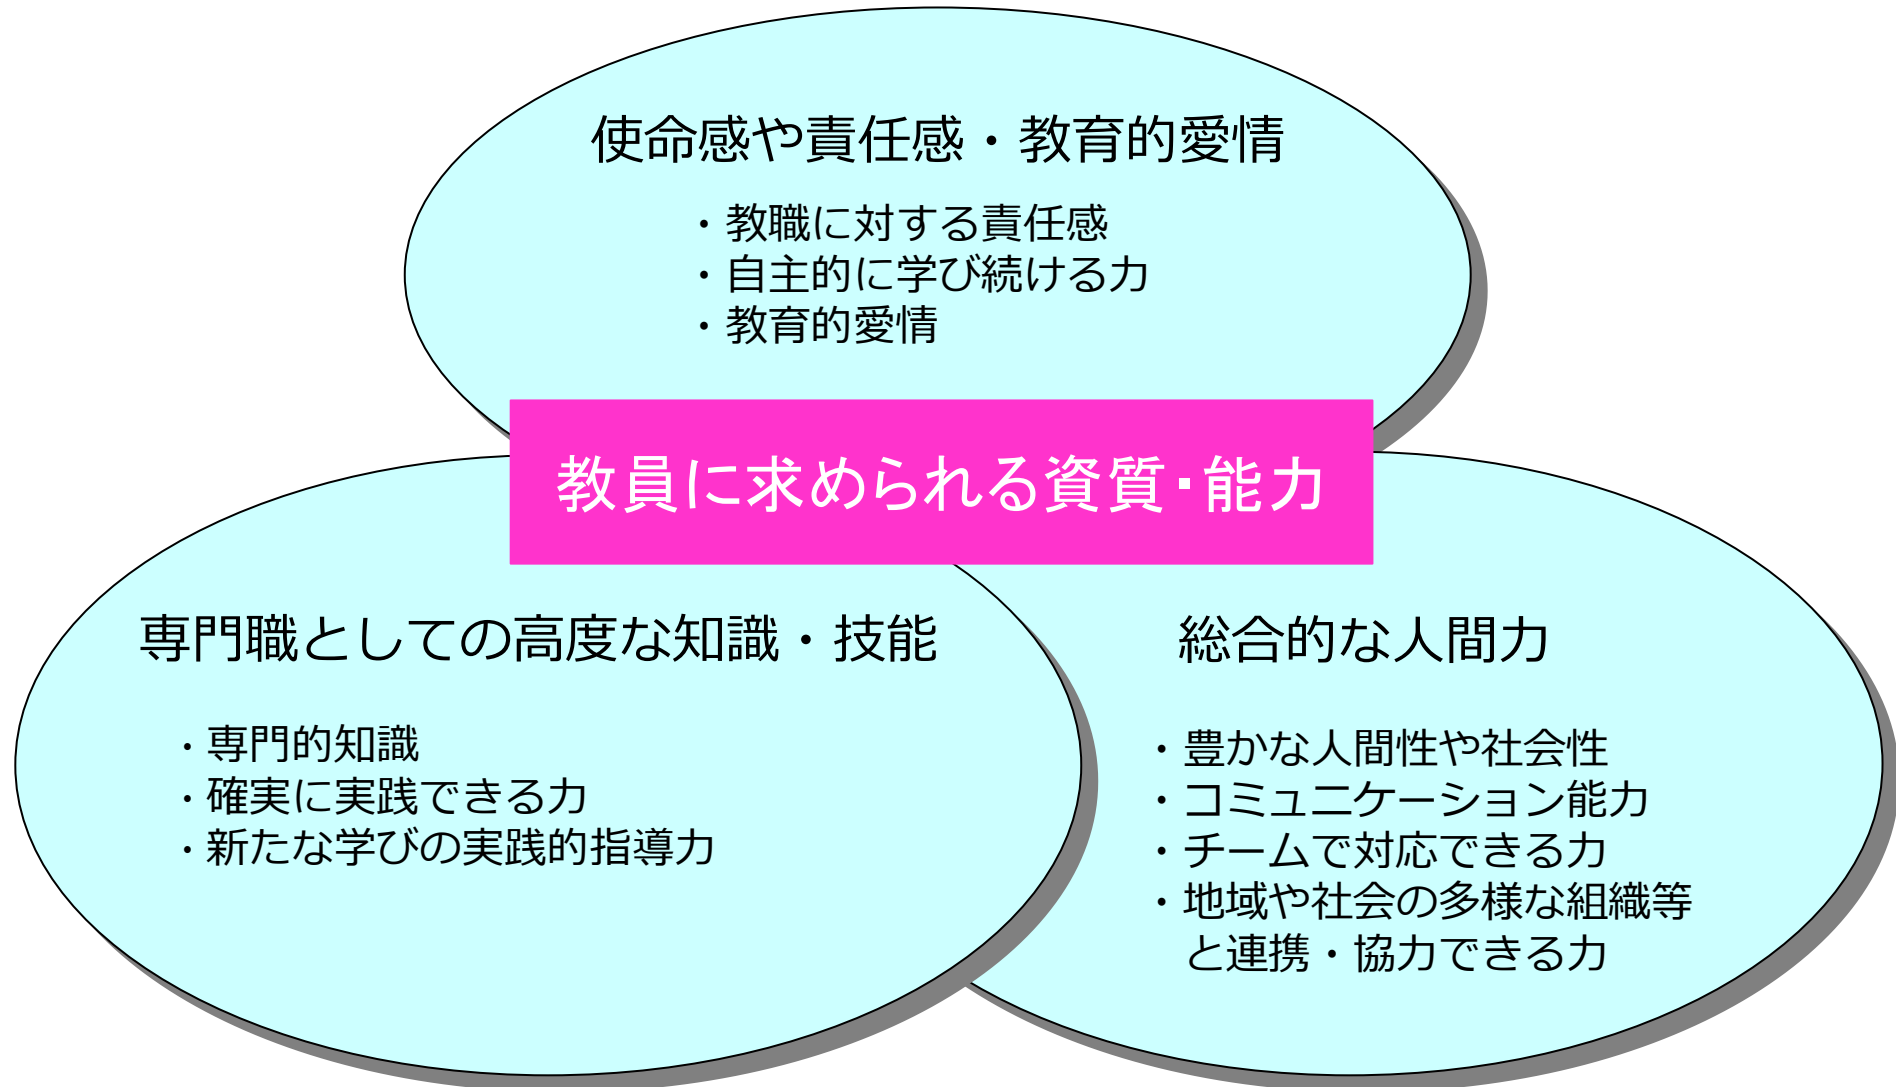 使命感や責任感・教育的愛情
・教職に対する責任感
・自主的に学び続ける力
・教育的愛情
教員に求められる資質・能力
専門職としての高度な知識・技能
・専門的知識
・確実に実践できる力
・新たな学びの実践的指導力
総合的な人間力
・豊かな人間性や社会性
・コミュニケーション能力
・チームで対応できる力
・地域や社会の多様な組織等
と連携・協力できる力